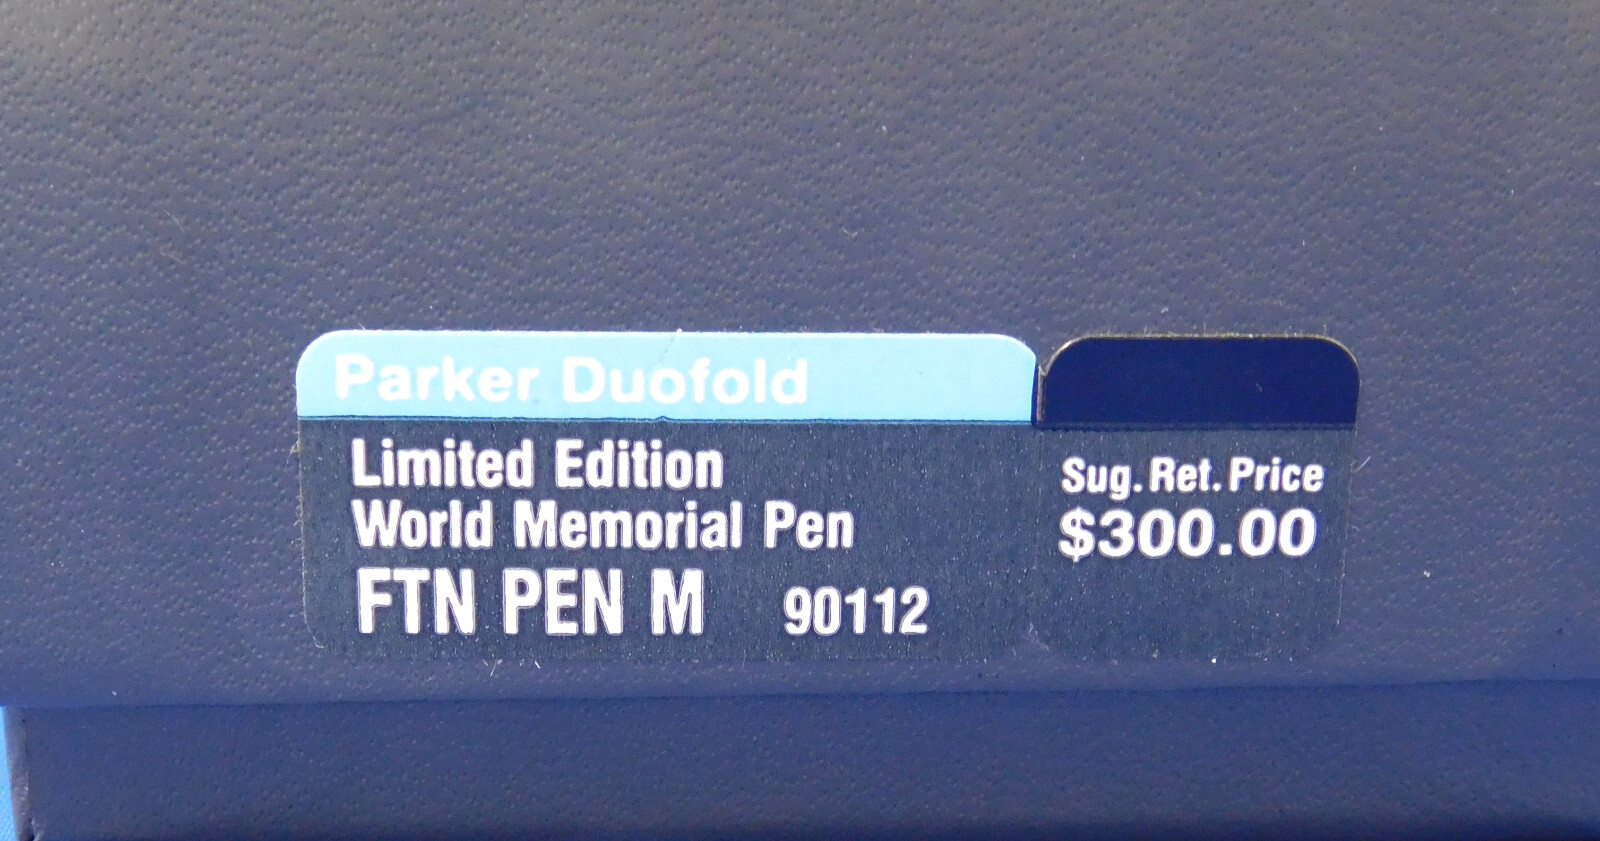 Parker Duofold
Limited Edition
World Memorial Pen
FTN PEN M 90112
Sug. Ret. Price
$300.00